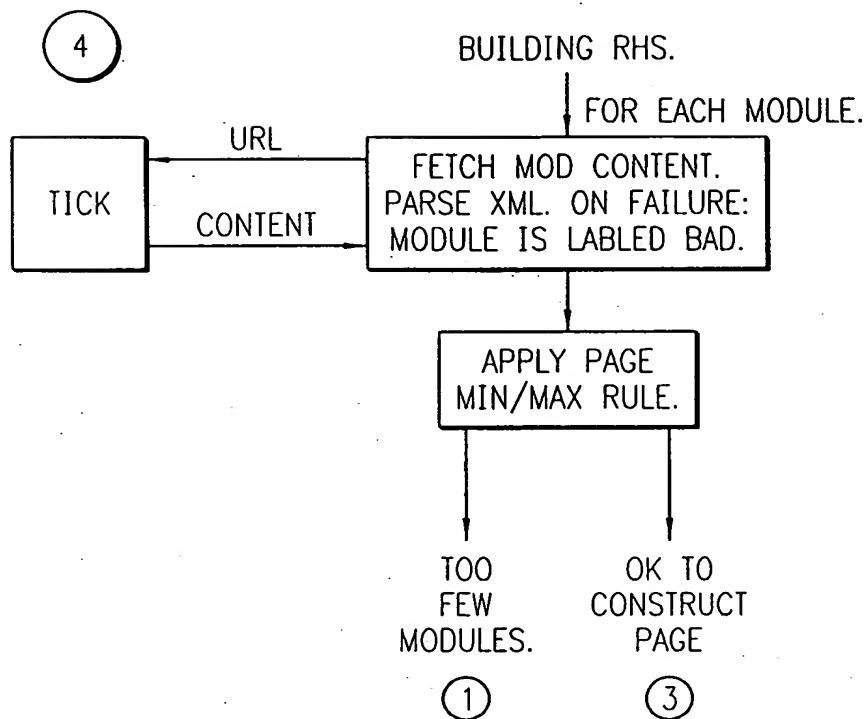 4
BUILDING RHS.
FOR EACH MODULE.
URL
TICK
CONTENT
FETCH MOD CONTENT.
PARSE XML. ON FAILURE:
MODULE IS LABLED BAD.
APPLY PAGE
MIN/MAX RULE.
TOO
FEW
MODULES.
1
OK TO
CONSTRUCT
PAGE
3